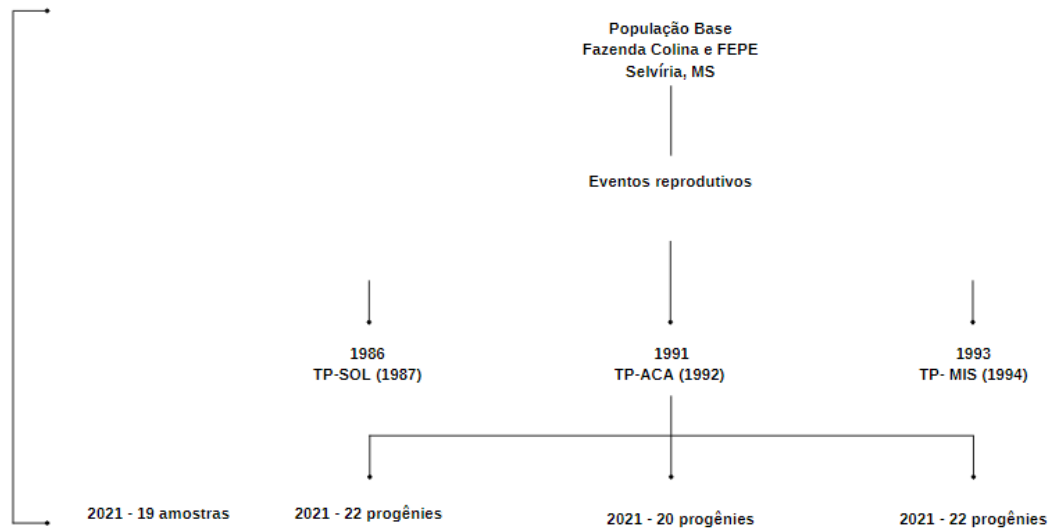 População Base
Fazenda Colina e FEPE
Selvíria, MS
Eventos reprodutivos
1986
TP-SOL (1987)
1991
TP-ACA (1992)
1993
TP- MIS (1994)
2021 - 19 amostras
2021 - 22 progênies
2021 - 20 progênies
2021 - 22 progênies